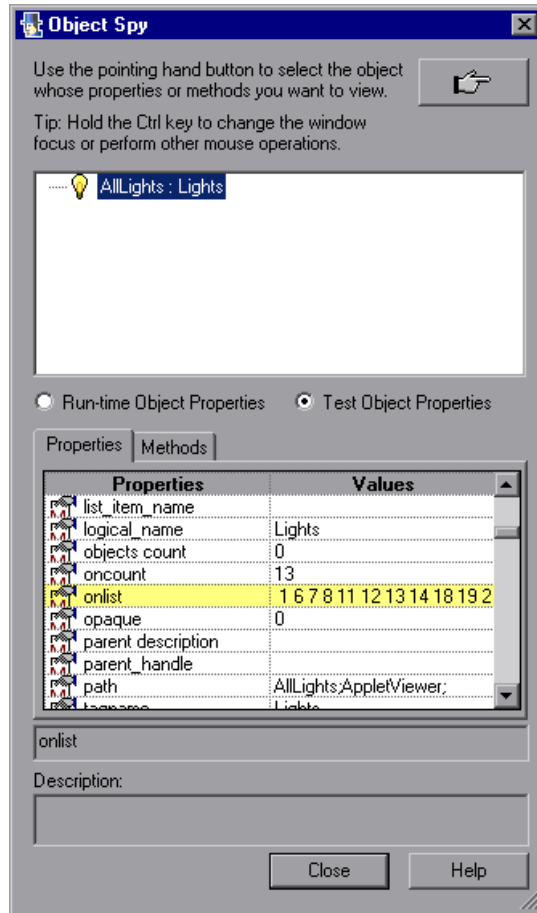 Object Spy
Use the pointing hand button to select the object
whose properties or methods you want to view.
Tip: Hold the Ctrl key to change the window
focus or perform other mouse operations.
AllLights : Lights
Run-time Object Properties Test Object Properties
Properties Methods
Properties Values
list_item_name
logical_name Lights
objects count 0
oncount 13
onlist 1 6 7 8 11 12 13 14 18 19 2
opaque 0
parent description
parent_handle
path AllLights;AppletViewer;
tagname Lights
onlist
Description:
Close Help